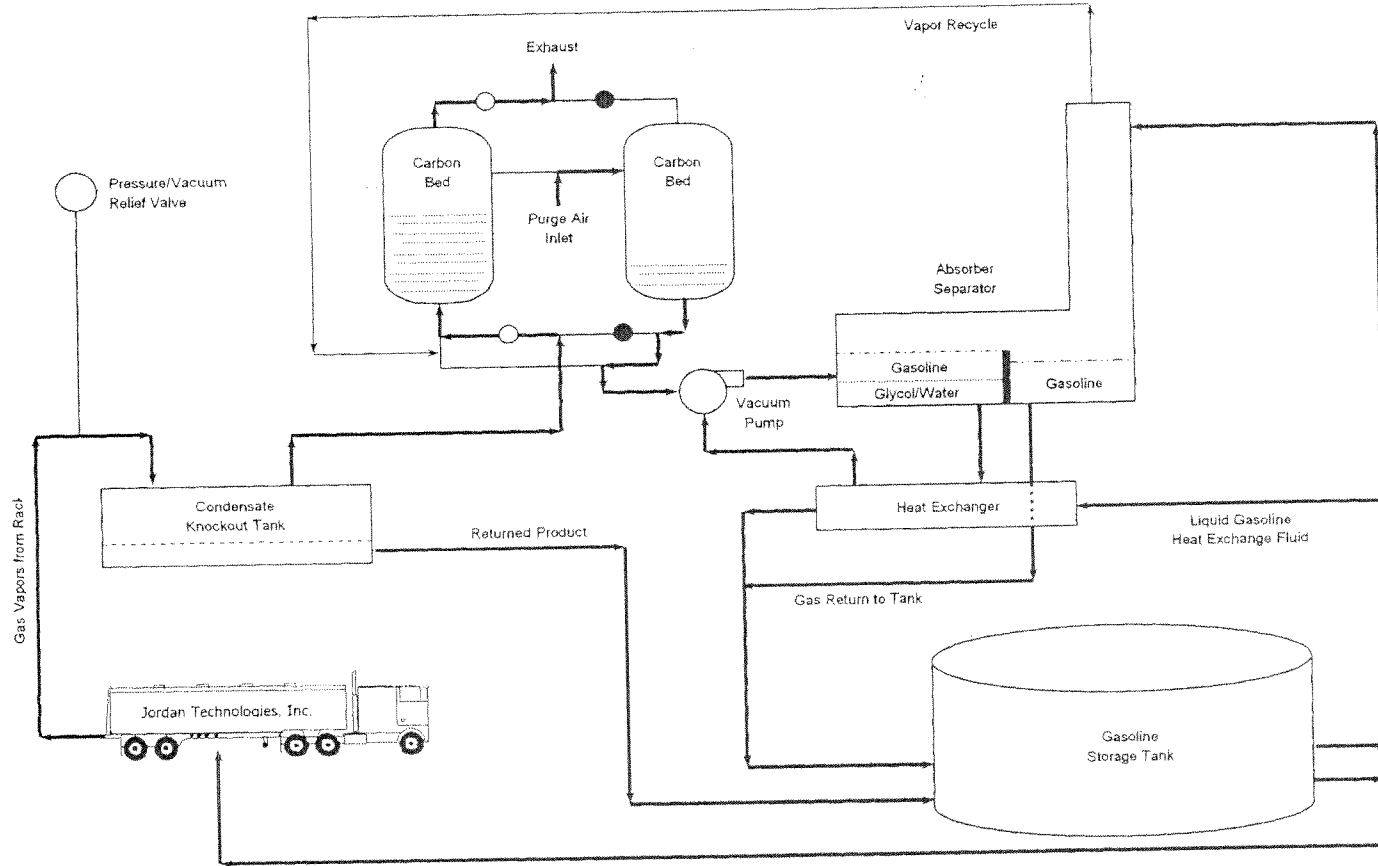 Vapor Recycle
Exhaust
Carbon
Bed
Carbon
Bed
Pressure/Vacuum
Relief Valve
Purge Air
Inlet
Absorber
Separator
Gasoline
Glycol/Water
Gasoline
Vacuum
Pump
Condensate
Knockout Tank
Heat Exchanger
Returned Product
Liquid Gasoline
Heat Exchange Fluid
Gas Vapors from Rack
Gas Return to Tank
Jordan Technologies, Inc.
Gasoline
Storage Tank